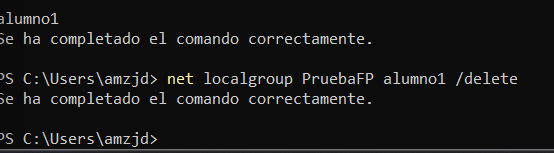 alumno1
Se ha completado el comando correctamente.
PS C:\Users\amzjd> net localgroup PruebaFP alumno1 /delete
Se ha completado el comando correctamente.
PS C:\Users\amzjd>